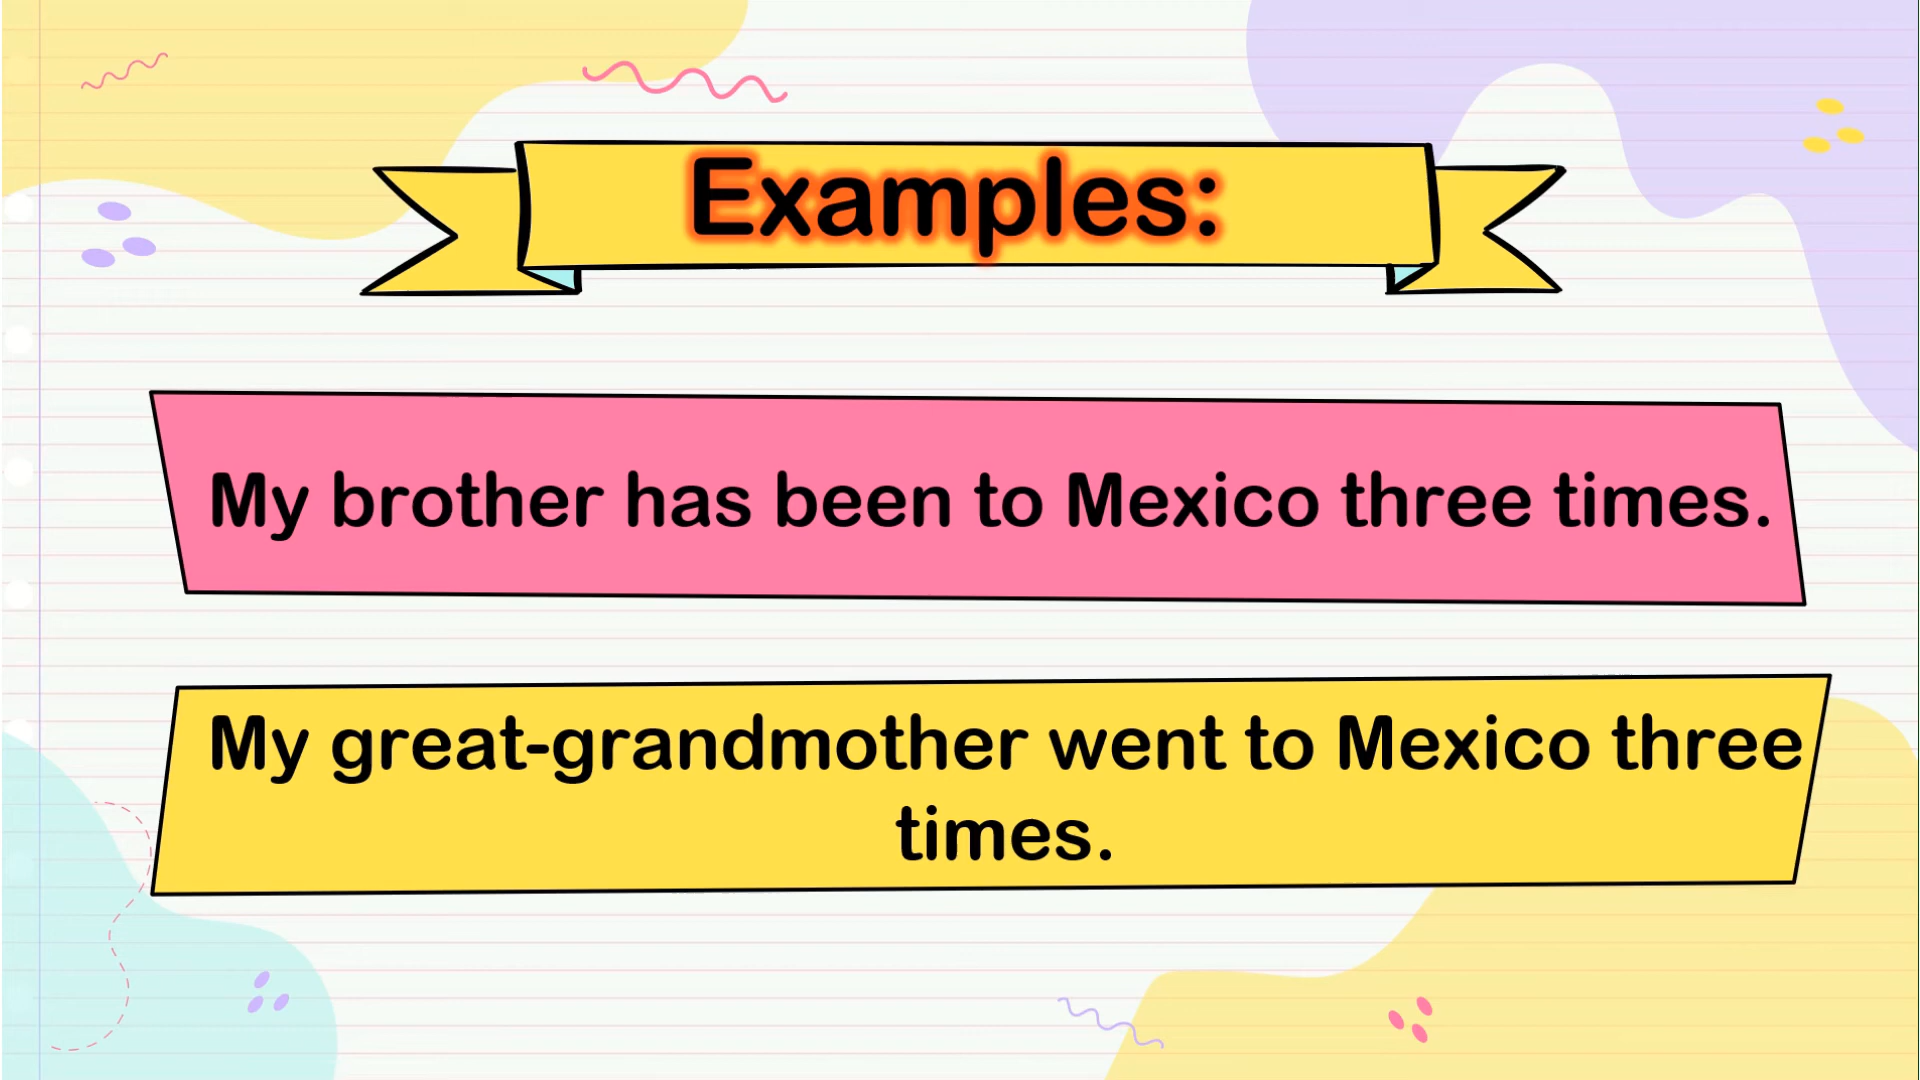 Examples:
My brother has been to Mexico three times.
My great-grandmother went to Mexico three
times.